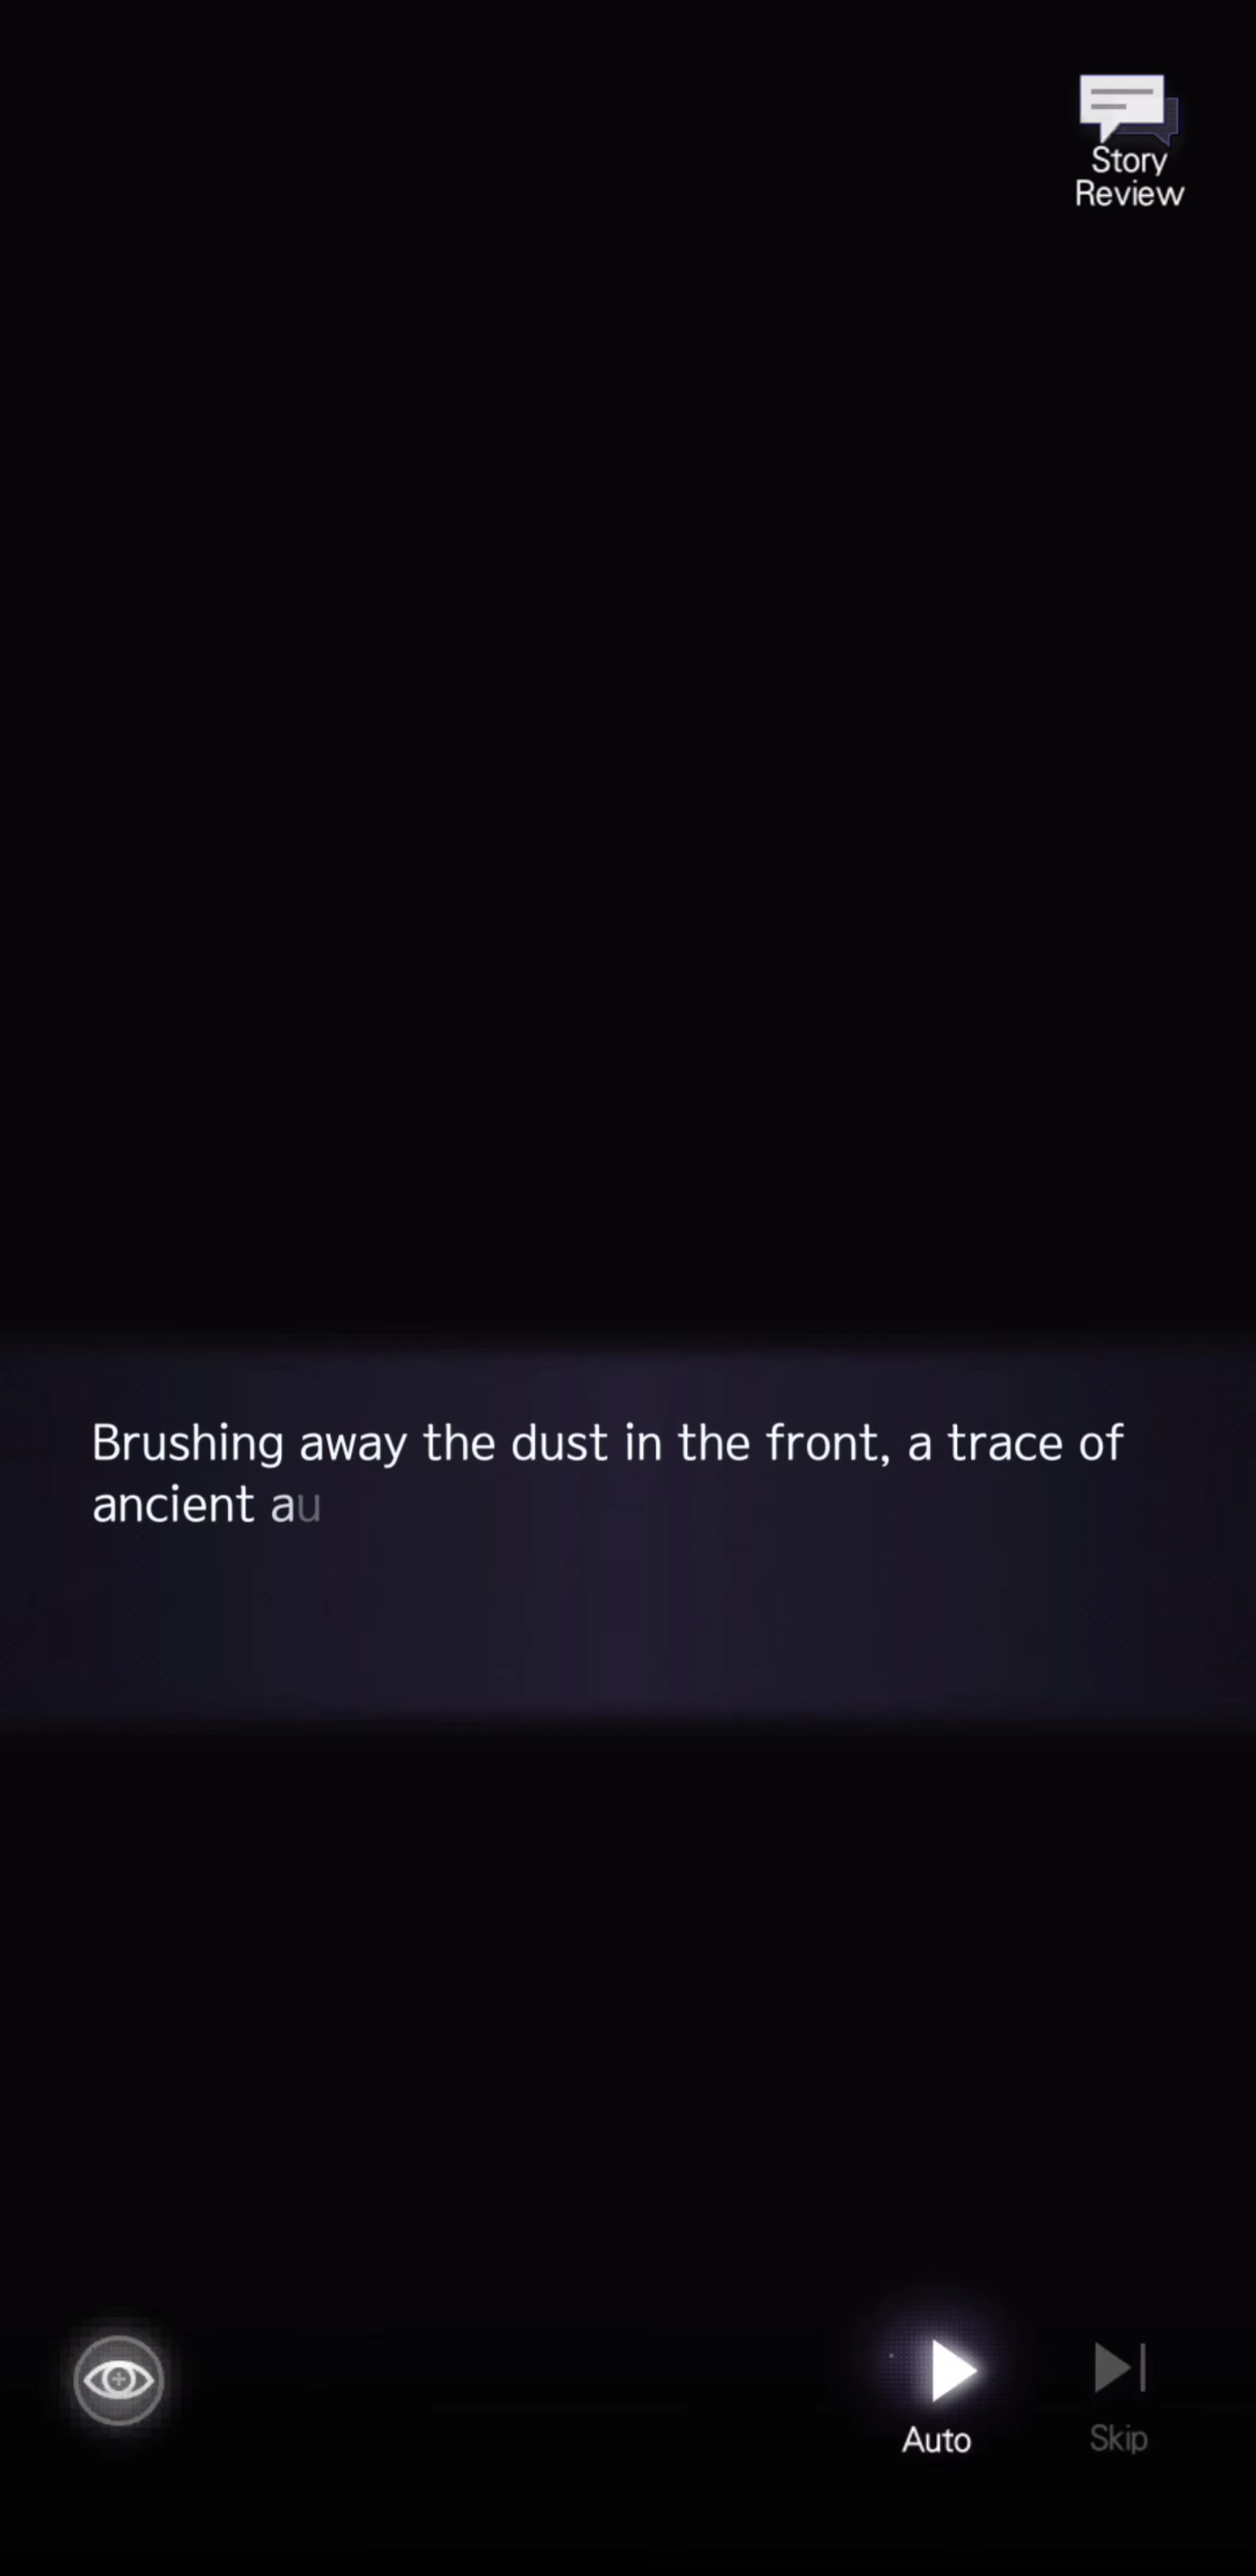 Story
Review
Brushing away the dust in the front, a trace of
ancient au
Auto
Skip